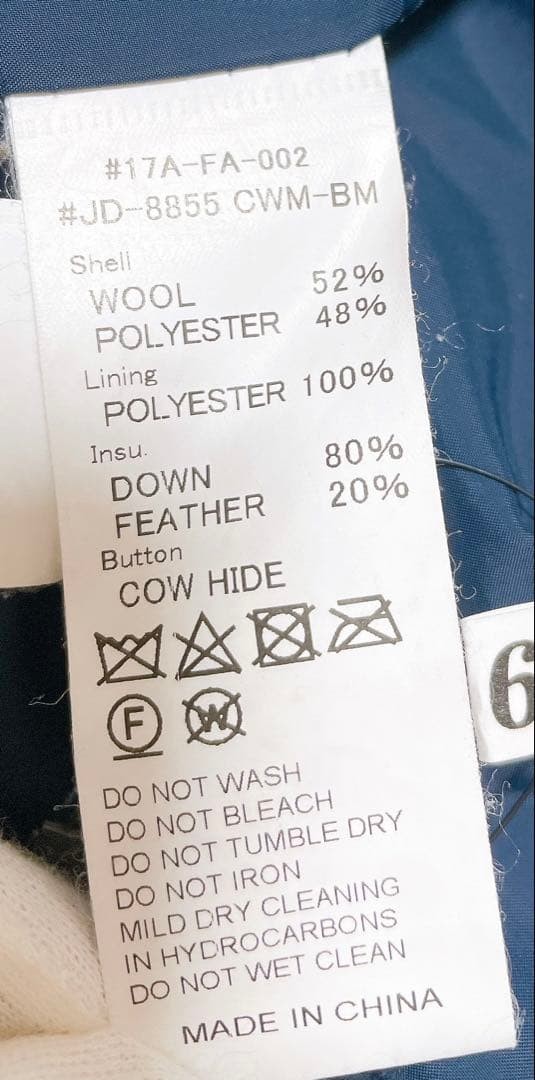 #17A-FA-002
#JD-8855 CWM-BM
Shell
WOOL 52%
POLYESTER 48%
Lining
POLYESTER 100%
Insu.
DOWN 80%
FEATHER 20%
Button
COW HIDE
F W
DO NOT WASH
DO NOT BLEACH
DO NOT TUMBLE DRY
DO NOT IRON
MILD DRY CLEANING
IN HYDROCARBONS
DO NOT WET CLEAN
MADE IN CHINA
6